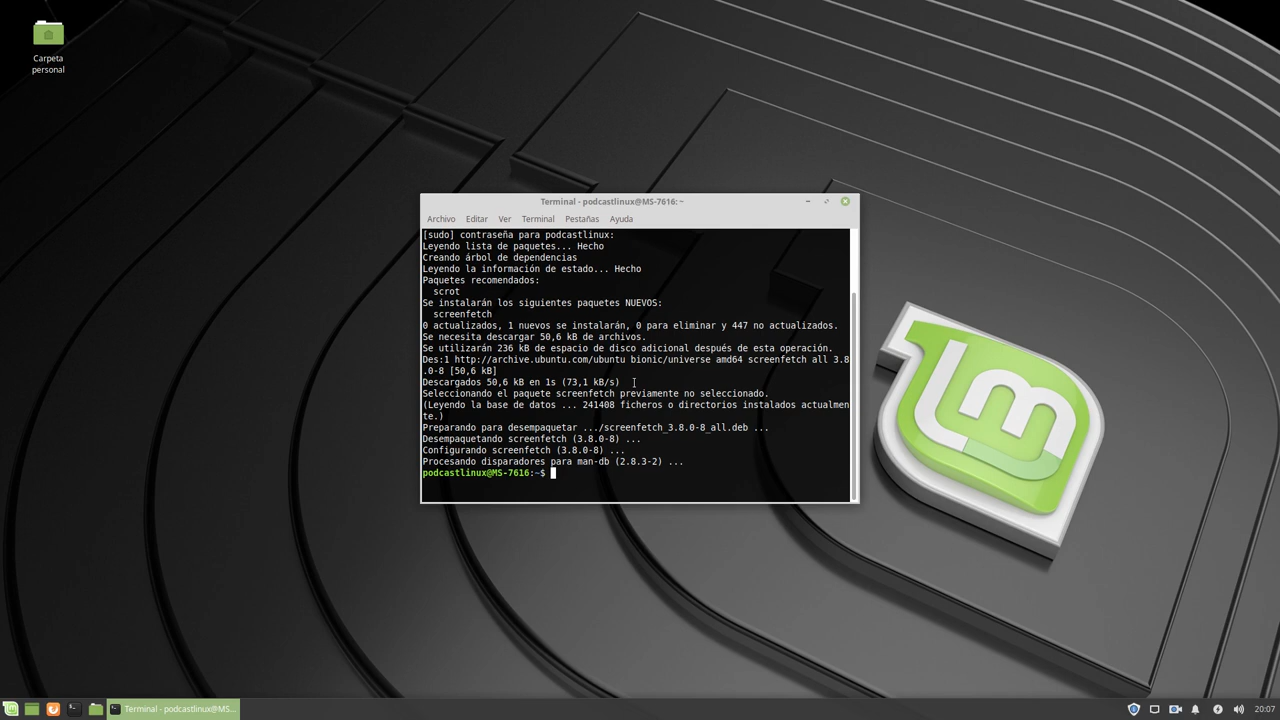 Carpeta
personal
Terminal - podcastlinux@MS-7616: ~
Archivo Editar Ver Terminal Pestañas Ayuda
[sudo] contraseña para podcastlinux:
Leyendo lista de paquetes... Hecho
Creando árbol de dependencias
Leyendo la información de estado... Hecho
Paquetes recomendados:
  scrot
Se instalarán los siguientes paquetes NUEVOS:
  screenfetch
0 actualizados, 1 nuevos se instalarán, 0 para eliminar y 447 no actualizados.
Se necesita descargar 50,6 kB de archivos.
Se utilizarán 236 kB de espacio de disco adicional después de esta operación.
Des:1 http://archive.ubuntu.com/ubuntu bionic/universe amd64 screenfetch all 3.8
.0-8 [50,6 kB]
Descargados 50,6 kB en 1s (73,1 kB/s)
Seleccionando el paquete screenfetch previamente no seleccionado.
(Leyendo la base de datos ... 241408 ficheros o directorios instalados actualmen
te.)
Preparando para desempaquetar .../screenfetch_3.8.0-8_all.deb ...
Desempaquetando screenfetch (3.8.0-8) ...
Configurando screenfetch (3.8.0-8) ...
Procesando disparadores para man-db (2.8.3-2) ...
podcastlinux@MS-7616:~$
Terminal - podcastlinux@MS...
20:07